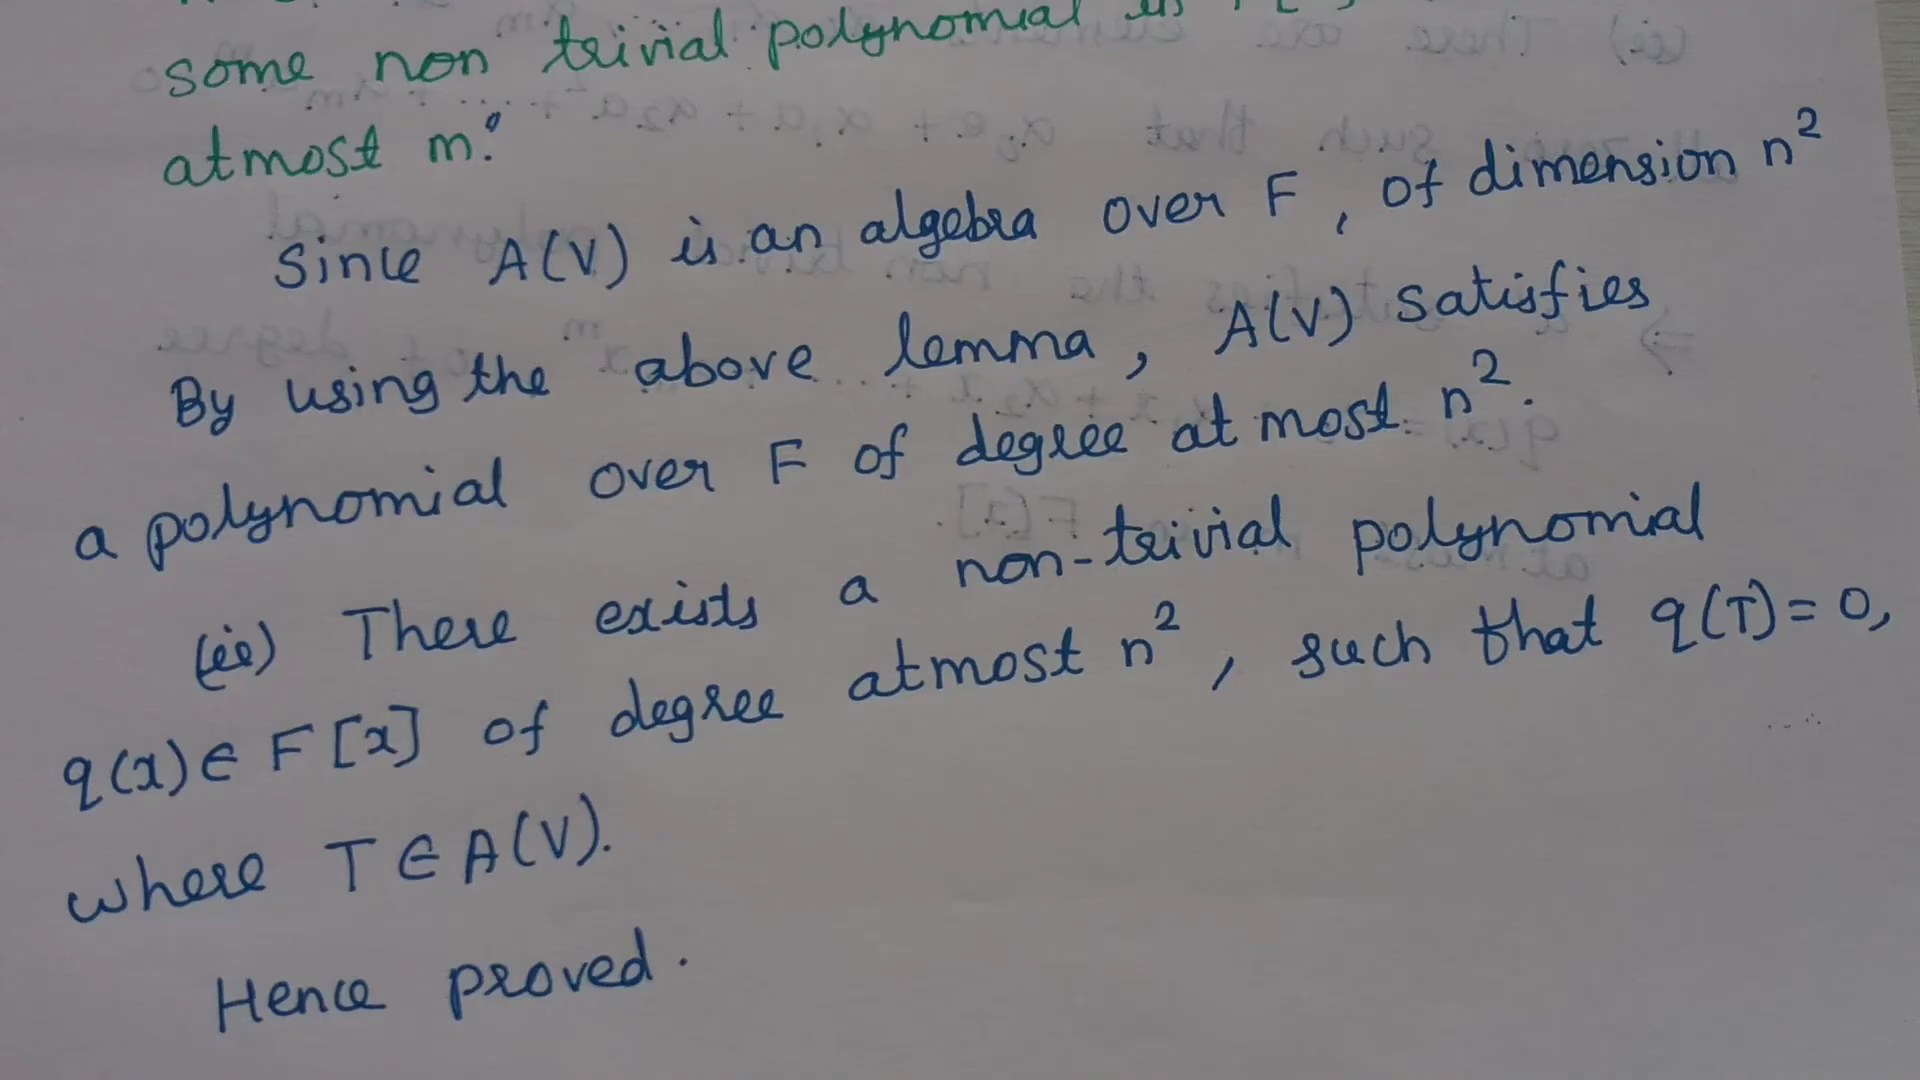 some non trivial polynomial in
atmost m."
Since A(V) is an algebra over F, of dimension n²
By using the above lemma, A(V) satisfies
a polynomial over F of degree at most n².
(ie) There exists a non-trivial polynomial
q(x) ∈ F[x] of degree atmost n², such that q(T) = 0,
where T ∈ A(V).
Hence proved.